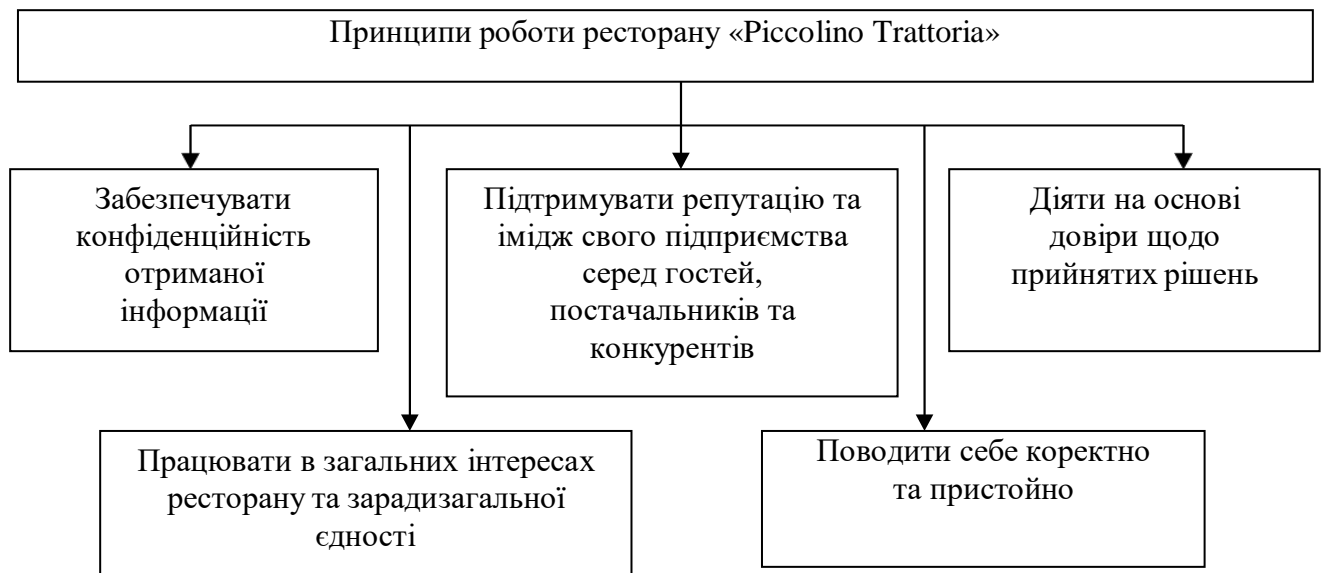 Принципи роботи ресторану «Piccolino Trattoria»
Забезпечувати
конфіденційність
отриманої
інформації
Підтримувати репутацію та
імідж свого підприємства
серед гостей,
постачальників та
конкурентів
Діяти на основі
довіри щодо
прийнятих рішень
Працювати в загальних інтересах
ресторану та зарадизагальної
єдності
Поводити себе коректно
та пристойно